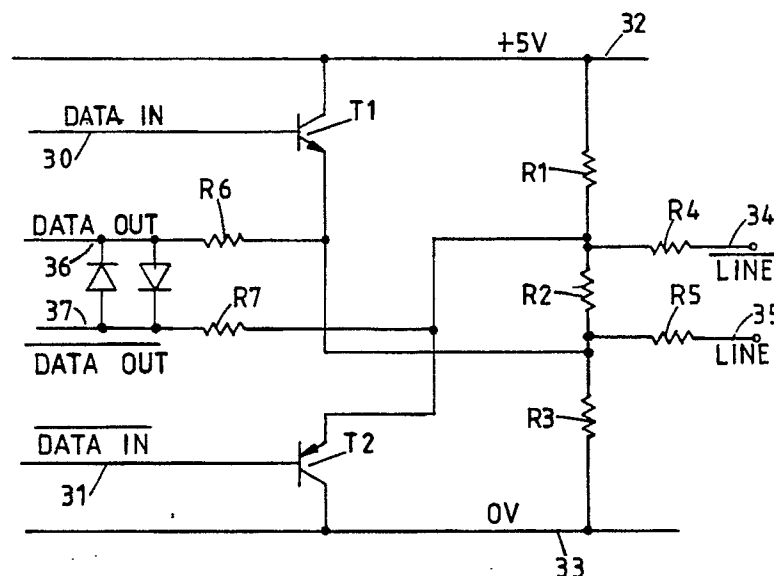 +5V
32
DATA IN
T1
30
R1
R6
R4
34
DATA OUT
36
LINE
R2
R5
35
37
R7
LINE
DATA OUT
R3
DATA IN
T2
31
0V
33